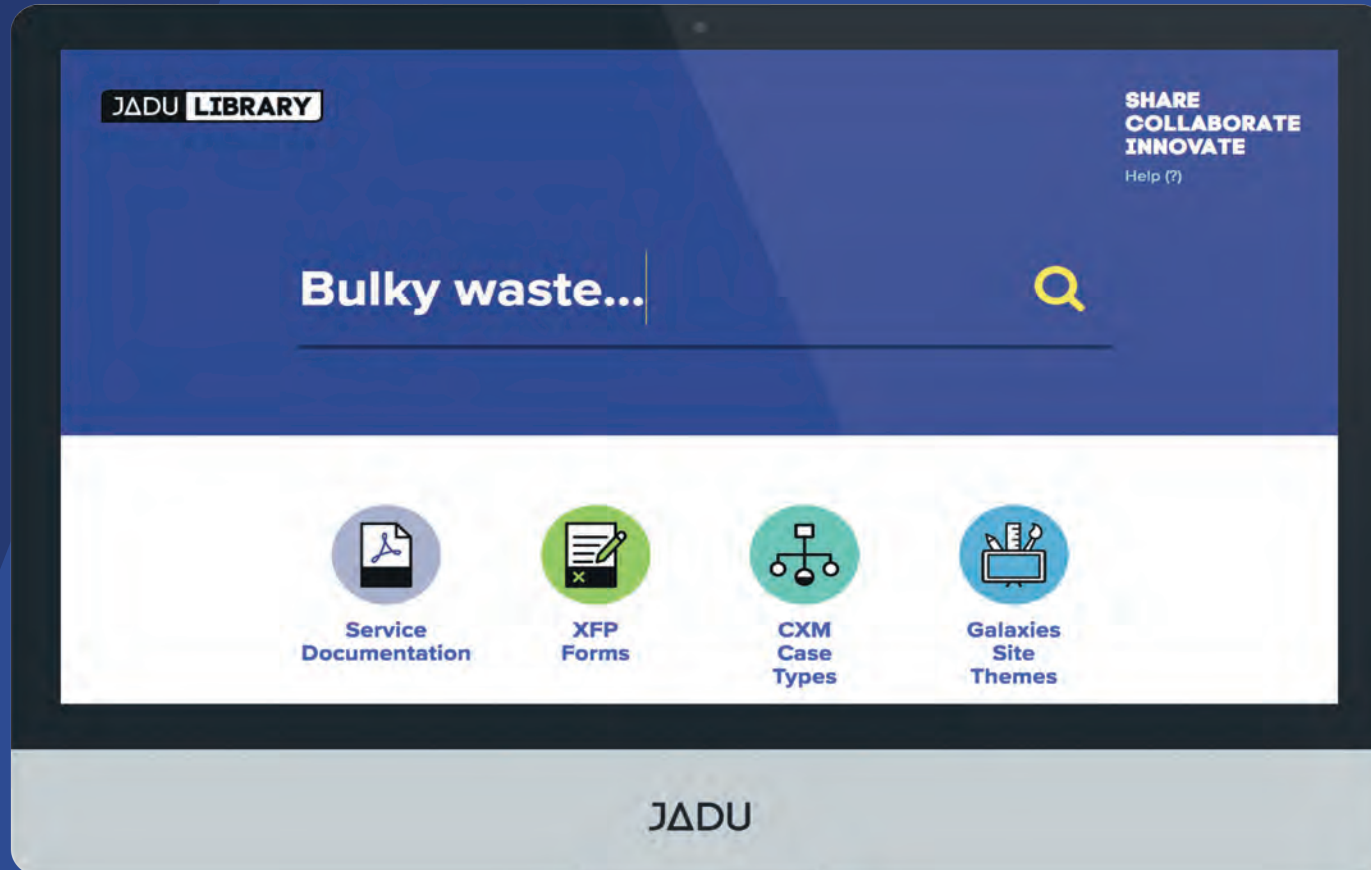 JADU LIBRARY
SHARE
COLLABORATE
INNOVATE
Help (?)
Bulky waste...
Service
Documentation
XFP
Forms
CXM
Case
Types
Galaxies
Site
Themes
JADU